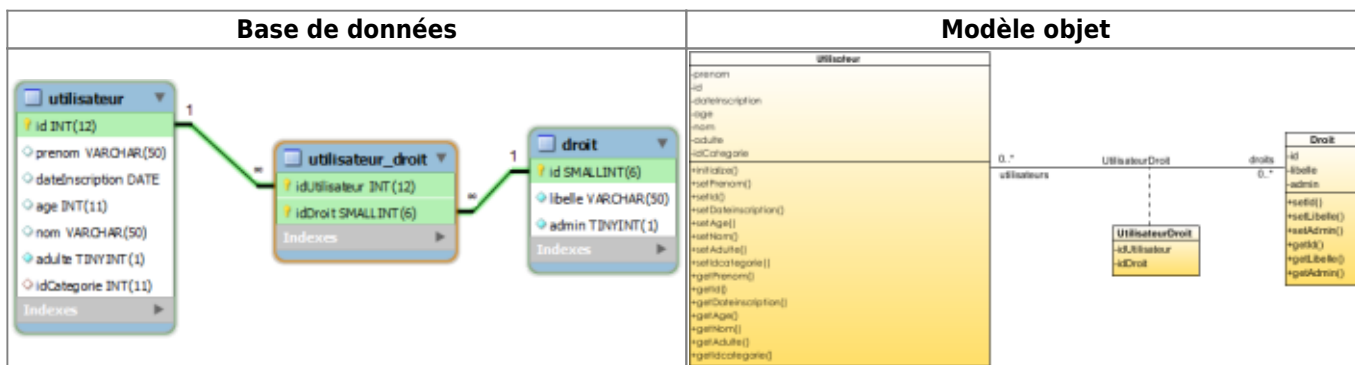 Base de données
Modèle objet
utilisateur
id INT(12)
prenom VARCHAR(50)
dateInscription DATE
age INT(11)
nom VARCHAR(50)
adulte TINYINT(1)
idCategorie INT(11)
Indexes
1
∞
utilisateur_droit
idUtilisateur INT(12)
idDroit SMALLINT(6)
Indexes
1
∞
droit
id SMALLINT(6)
libelle VARCHAR(50)
admin TINYINT(1)
Indexes
Utilisateur
-prenom
-id
-dateInscription
-age
-nom
-adulte
-idCategorie
+initialize()
+setPrenom()
+setId()
+setDateinscription()
+setAge()
+setNom()
+setAdulte()
+setIdcategorie()
+getPrenom()
+getId()
+getDateinscription()
+getAge()
+getNom()
+getAdulte()
+getIdcategorie()
0..*
utilisateurs
UtilisateurDroit
droits
0..*
UtilisateurDroit
-idUtilisateur
-idDroit
Droit
-id
-libelle
-admin
+setId()
+setLibelle()
+setAdmin()
+getId()
+getLibelle()
+getAdmin()